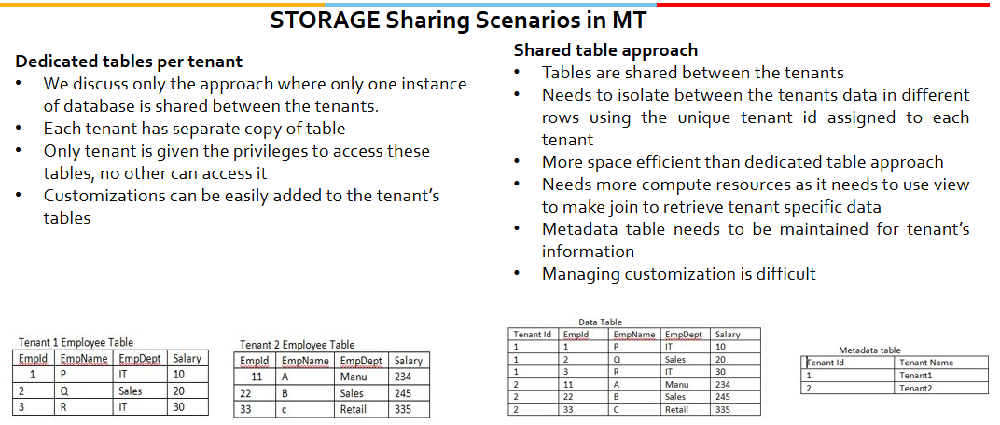 STORAGE Sharing Scenarios in MT
Dedicated tables per tenant
• We discuss only the approach where only one instance
of database is shared between the tenants.
• Each tenant has separate copy of table
• Only tenant is given the privileges to access these
tables, no other can access it
• Customizations can be easily added to the tenant's
tables
Shared table approach
• Tables are shared between the tenants
• Needs to isolate between the tenants data in different
rows using the unique tenant id assigned to each
tenant
• More space efficient than dedicated table approach
• Needs more compute resources as it needs to use view
to make join to retrieve tenant specific data
• Metadata table needs to be maintained for tenant's
information
• Managing customization is difficult
Tenant 1 Employee Table
EmpId EmpName EmpDept Salary
1 P IT 10
2 Q Sales 20
3 R IT 30
Tenant 2 Employee Table
EmpId EmpName EmpDept Salary
11 A Manu 234
22 B Sales 245
33 c Retail 335
Data Table
Tenant Id EmpId EmpName EmpDept Salary
1 1 P IT 10
1 2 Q Sales 20
1 3 R IT 30
2 11 A Manu 234
2 22 B Sales 245
2 33 C Retail 335
Metadata table
Tenant Id Tenant Name
1 Tenant1
2 Tenant2